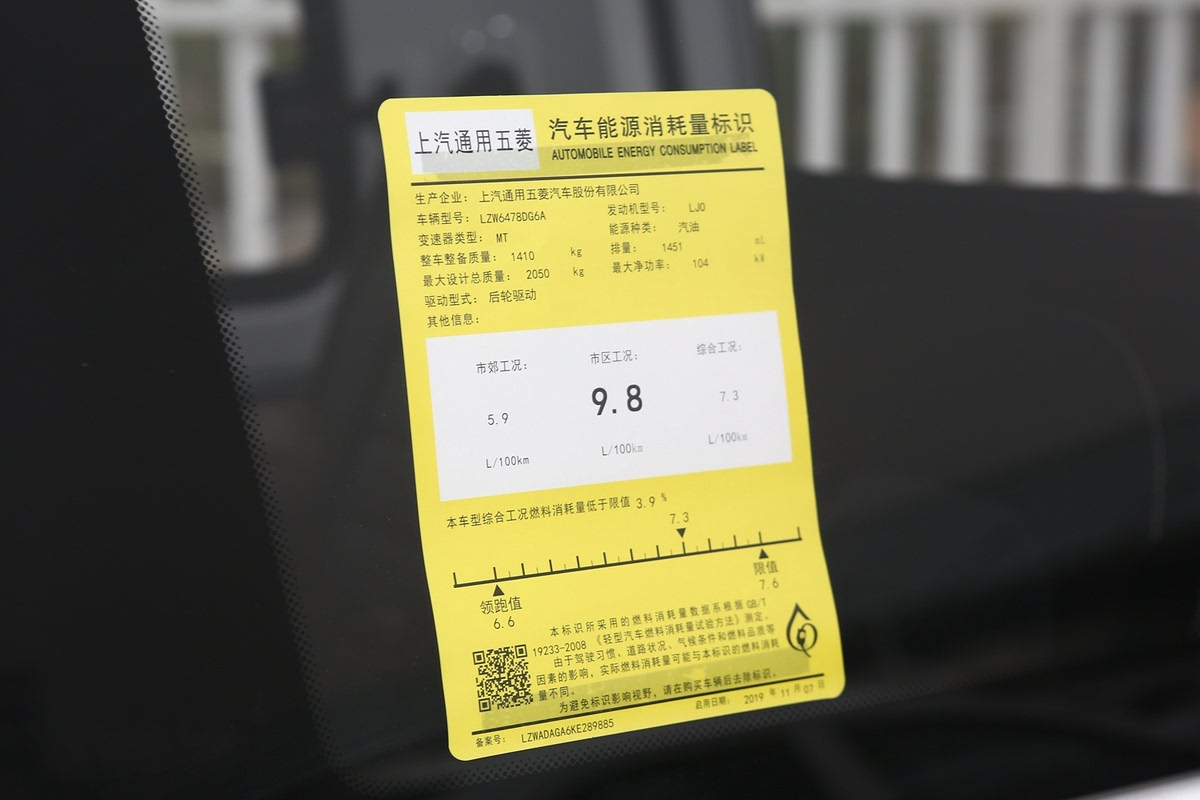 上汽通用五菱
汽车能源消耗量标识
AUTOMOBILE ENERGY CONSUMPTION LABEL
生产企业: 上汽通用五菱汽车股份有限公司
车辆型号: LZW6478DG6A 发动机型号: LJO
变速器类型: MT 能源种类: 汽油
整车整备质量: 1410 kg 排量: 1451 mL
最大设计总质量: 2050 kg 最大净功率: 104 kW
驱动型式: 后轮驱动
其他信息:
市郊工况: 市区工况: 综合工况:
5.9 9.8 7.3
L/100km L/100km L/100km
本车型综合工况燃料消耗量低于限值 3.9 %
7.3
领跑值 限值
6.6 7.6
本标识所采用的燃料消耗量数据系根据 GB/T
19233-2008 《轻型汽车燃料消耗量试验方法》测定。
由于驾驶习惯、道路状况、气候条件和燃料品质等
因素的影响，实际燃料消耗量可能与本标识的燃料消耗
量不同。
为避免标识影响视野，请在购买车辆后去除标识。
备案号: LZWADAGA6KE289885 启用日期: 2019 年 11 月 07 日